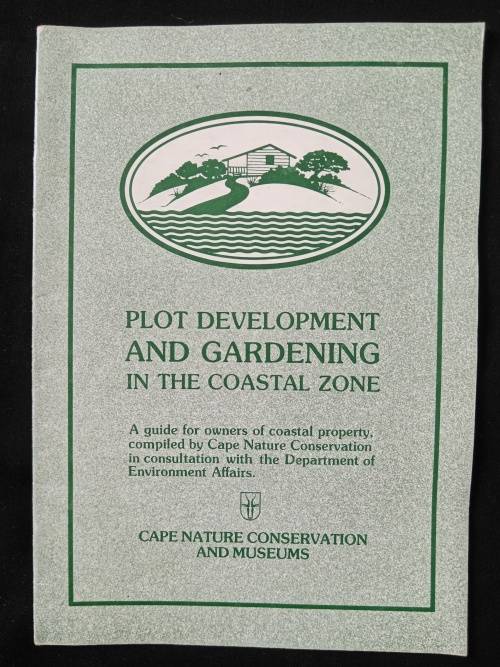 PLOT DEVELOPMENT
AND GARDENING
IN THE COASTAL ZONE
A guide for owners of coastal property,
compiled by Cape Nature Conservation
in consultation with the Department of
Environment Affairs.
CAPE NATURE CONSERVATION
AND MUSEUMS